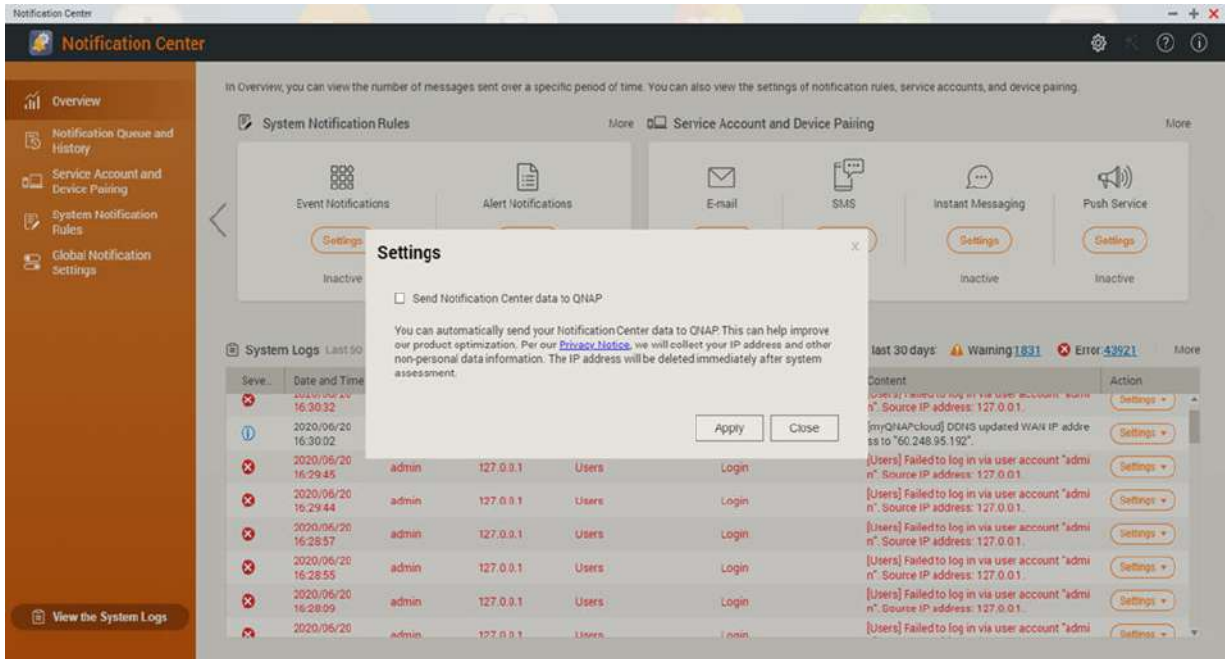 Notification Center
Notification Center
In Overview, you can view the number of messages sent over a specific period of time. You can also view the settings of notification rules, service accounts, and device pairing.
Overview
Notification Queue and
History
Service Account and
Device Pairing
System Notification
Rules
Global Notification
Settings
View the System Logs
System Notification Rules
More
Service Account and Device Pairing
More
Event Notifications
Alert Notifications
E-mail
SMS
Instant Messaging
Push Service
Settings
Settings
Settings
Inactive
Inactive
Inactive
Settings
X
Send Notification Center data to QNAP
You can automatically send your Notification Center data to QNAP. This can help improve
our product optimization. Per our Privacy Notice, we will collect your IP address and other
non-personal data information. The IP address will be deleted immediately after system
assessment.
Apply
Close
System Logs Last 50
last 30 days: Warning 1831 Error 43921 More
Seve.. Date and Time Content Action
16:30:32 n". Source IP address: 127.0.0.1. Settings
2020/06/20 [myQNAPcloud] DDNS updated WAN IP addre
16:30:02 ss to "60.248.95.192". Settings
2020/06/20 [Users] Failed to log in via user account "admi
16:29:45 admin 127.0.0.1 Users Login n". Source IP address: 127.0.0.1. Settings
2020/06/20 [Users] Failed to log in via user account "admi
16:29:44 admin 127.0.0.1 Users Login n". Source IP address: 127.0.0.1. Settings
2020/06/20 [Users] Failed to log in via user account "admi
16:28:57 admin 127.0.0.1 Users Login n". Source IP address: 127.0.0.1. Settings
2020/06/20 [Users] Failed to log in via user account "admi
16:28:55 admin 127.0.0.1 Users Login n". Source IP address: 127.0.0.1. Settings
2020/06/20 [Users] Failed to log in via user account "admi
16:28:09 admin 127.0.0.1 Users Login n". Source IP address: 127.0.0.1. Settings
2020/06/20 [Users] Failed to log in via user account "admi
admin 127.0.0.1 Users Login Settings